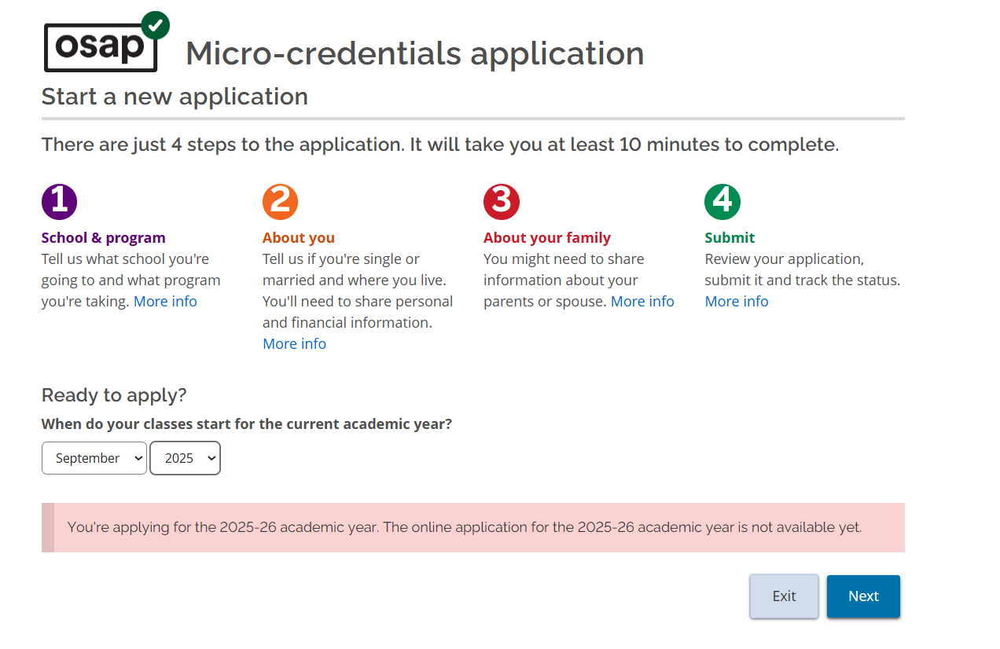 osap
Micro-credentials application
Start a new application
There are just 4 steps to the application. It will take you at least 10 minutes to complete.
1
School & program
Tell us what school you're
going to and what program
you're taking. More info
2
About you
Tell us if you're single or
married and where you live.
You'll need to share personal
and financial information.
More info
3
About your family
You might need to share
information about your
parents or spouse. More info
4
Submit
Review your application,
submit it and track the status.
More info
Ready to apply?
When do your classes start for the current academic year?
September 2025
You're applying for the 2025-26 academic year. The online application for the 2025-26 academic year is not available yet.
Exit Next